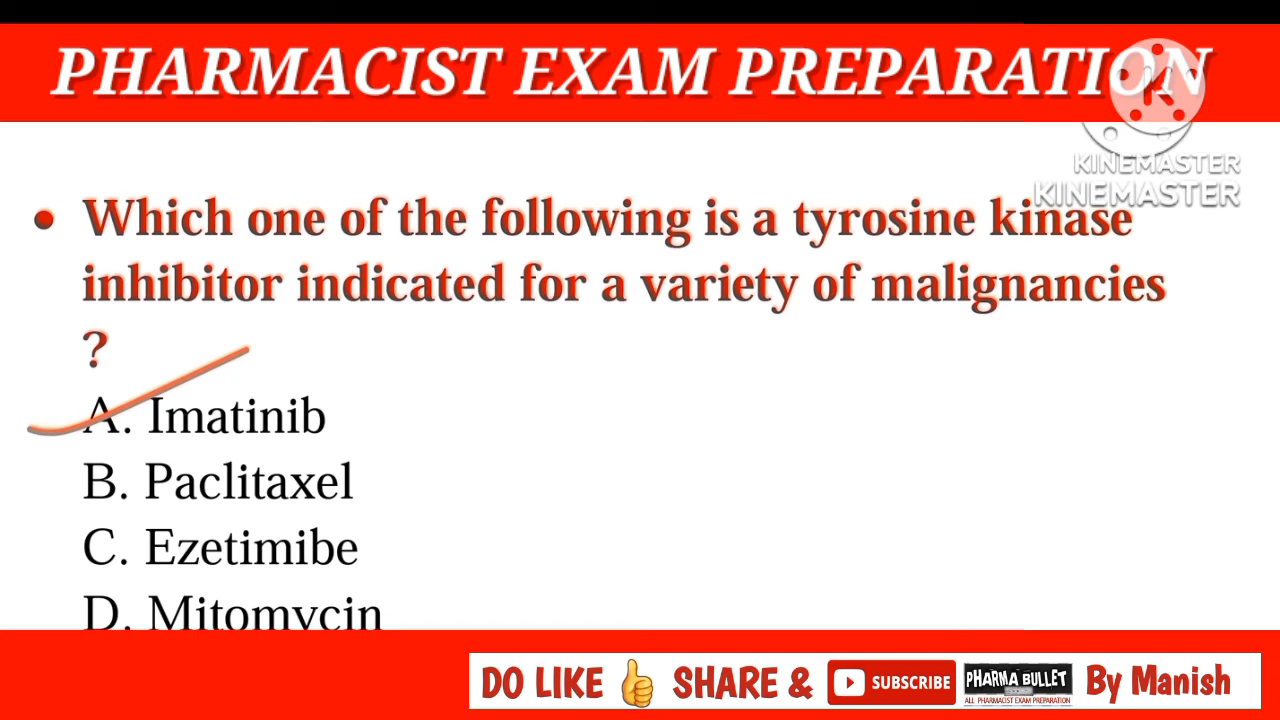 PHARMACIST EXAM PREPARATION
KINEMASTER
KINEMASTER
• Which one of the following is a tyrosine kinase
inhibitor indicated for a variety of malignancies
?
A. Imatinib
B. Paclitaxel
C. Ezetimibe
D. Mitomycin
DO LIKE 👍 SHARE & SUBSCRIBE PHARMA BULLET By Manish
ALL PHARMACIST EXAM PREPARATION